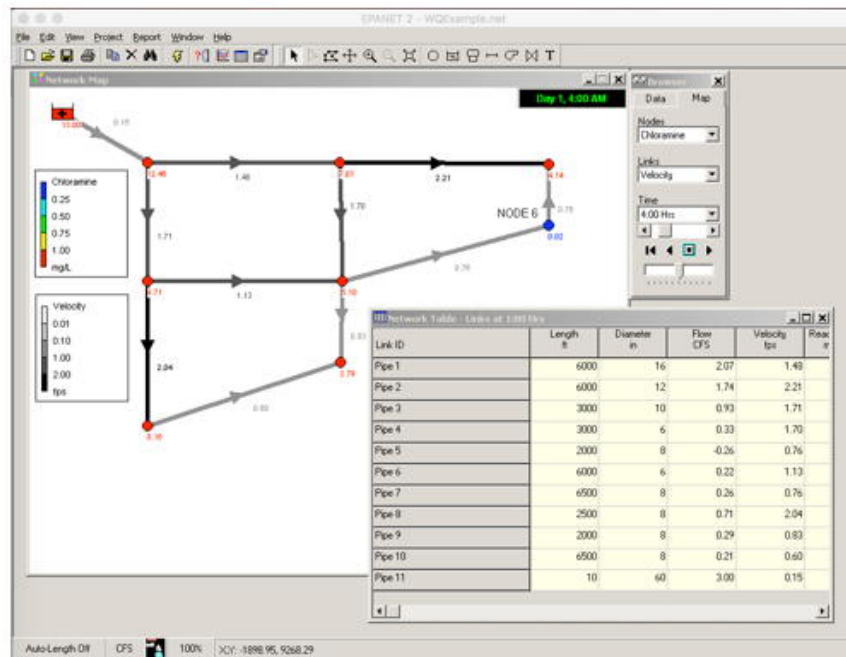 EPANET 2 - WQExample.net
File Edit View Project Report Window Help
Network Map
Day 1, 4:00 AM
Browser
Data Map
Nodes
Chloramine
Links
Velocity
Time
4:00 Hrs
0.15
12.46
1.48
2.21
4.14
Chloramine
0.25
0.50
0.75
1.00
mg/L
1.71
1.70
NODE 6
0.76
0.76
1.13
Velocity
0.01
0.10
1.00
2.00
fps
2.04
0.83
0.60
Network Table - Links at 1:00 Hrs
Link ID Length ft Diameter in Flow CFS Velocity fps
Pipe 1 6000 16 2.07 1.48
Pipe 2 6000 12 1.74 2.21
Pipe 3 3000 10 0.93 1.71
Pipe 4 3000 6 0.33 1.70
Pipe 5 2000 8 -0.26 0.76
Pipe 6 6000 6 0.22 1.13
Pipe 7 6500 8 0.26 0.76
Pipe 8 2500 8 0.71 2.04
Pipe 9 2000 8 0.29 0.83
Pipe 10 6500 8 0.21 0.60
Pipe 11 10 60 3.00 0.15
Auto-Length Off CFS 100% X,Y: -1898.95, 9268.29